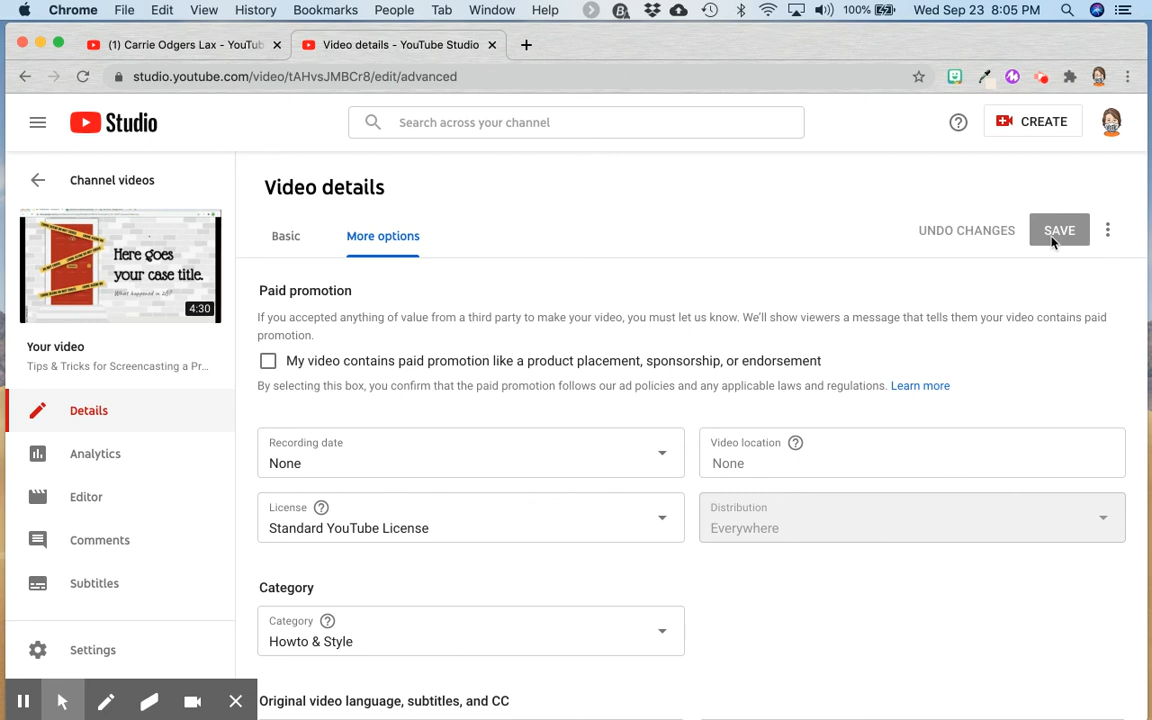 Chrome File Edit View History Bookmarks People Tab Window Help 100% Wed Sep 23 8:05 PM
(1) Carrie Odgers Lax - YouTub Video details - YouTube Studio
studio.youtube.com/video/tAHvsJMBCr8/edit/advanced
Studio Search across your channel CREATE
Channel videos
Here goes
your case title.
What happened in 25?
4:30
Your video
Tips & Tricks for Screencasting a Pr...
Details
Analytics
Editor
Comments
Subtitles
Settings
Video details
Basic More options UNDO CHANGES SAVE
Paid promotion
If you accepted anything of value from a third party to make your video, you must let us know. We'll show viewers a message that tells them your video contains paid
promotion.
My video contains paid promotion like a product placement, sponsorship, or endorsement
By selecting this box, you confirm that the paid promotion follows our ad policies and any applicable laws and regulations. Learn more
Recording date
None
Video location
None
License
Standard YouTube License
Distribution
Everywhere
Category
Category
Howto & Style
Original video language, subtitles, and CC